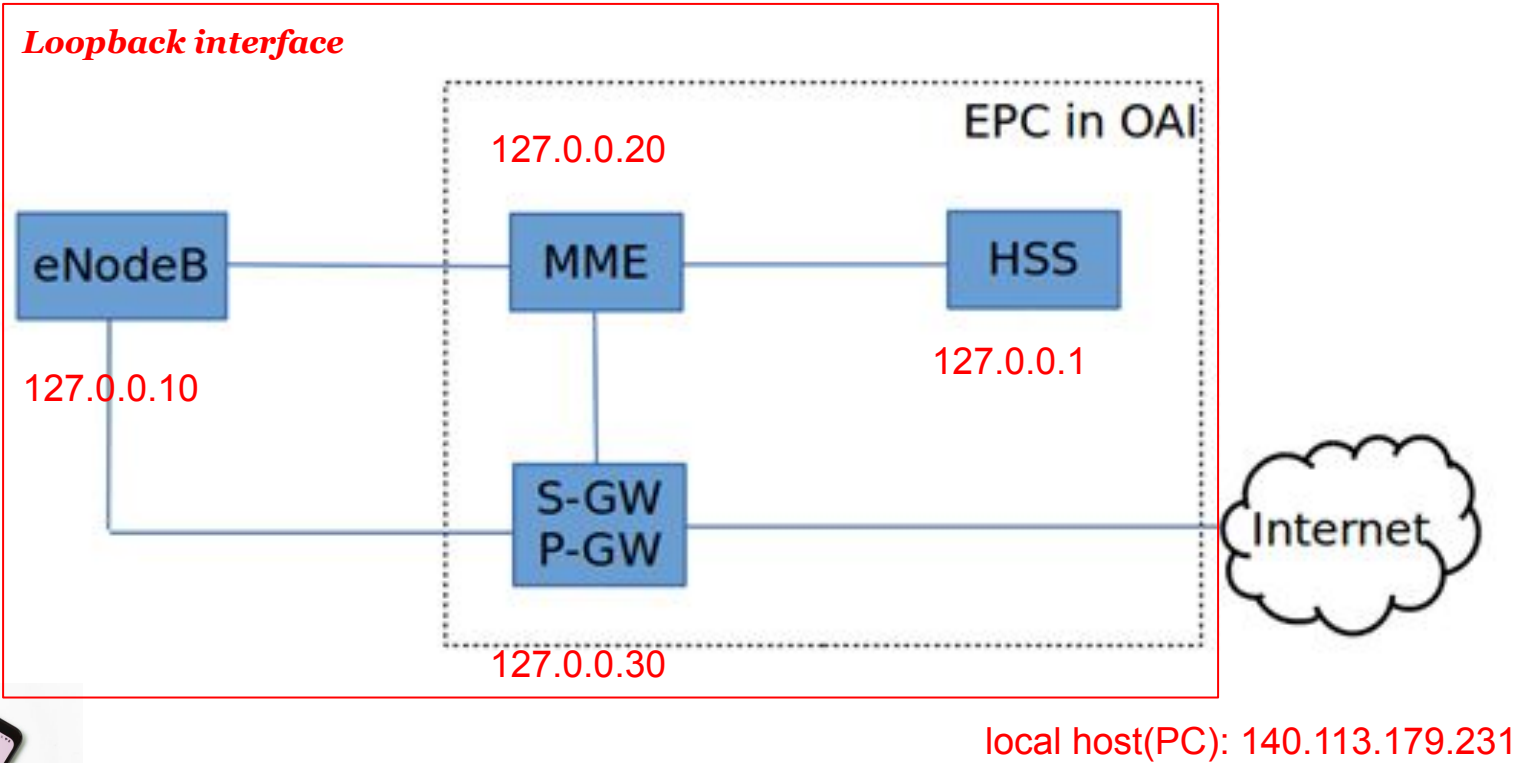 Loopback interface
EPC in OAI
127.0.0.20
eNodeB
MME
HSS
127.0.0.10
127.0.0.1
S-GW
P-GW
Internet
127.0.0.30
local host(PC): 140.113.179.231